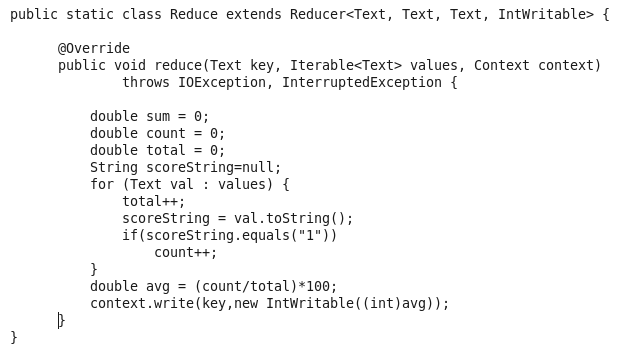 public static class Reduce extends Reducer<Text, Text, Text, IntWritable> {
@Override
public void reduce(Text key, Iterable<Text> values, Context context)
throws IOException, InterruptedException {
double sum = 0;
double count = 0;
double total = 0;
String scoreString=null;
for (Text val : values) {
total++;
scoreString = val.toString();
if(scoreString.equals("1"))
count++;
}
double avg = (count/total)*100;
context.write(key,new IntWritable((int)avg));
}
}